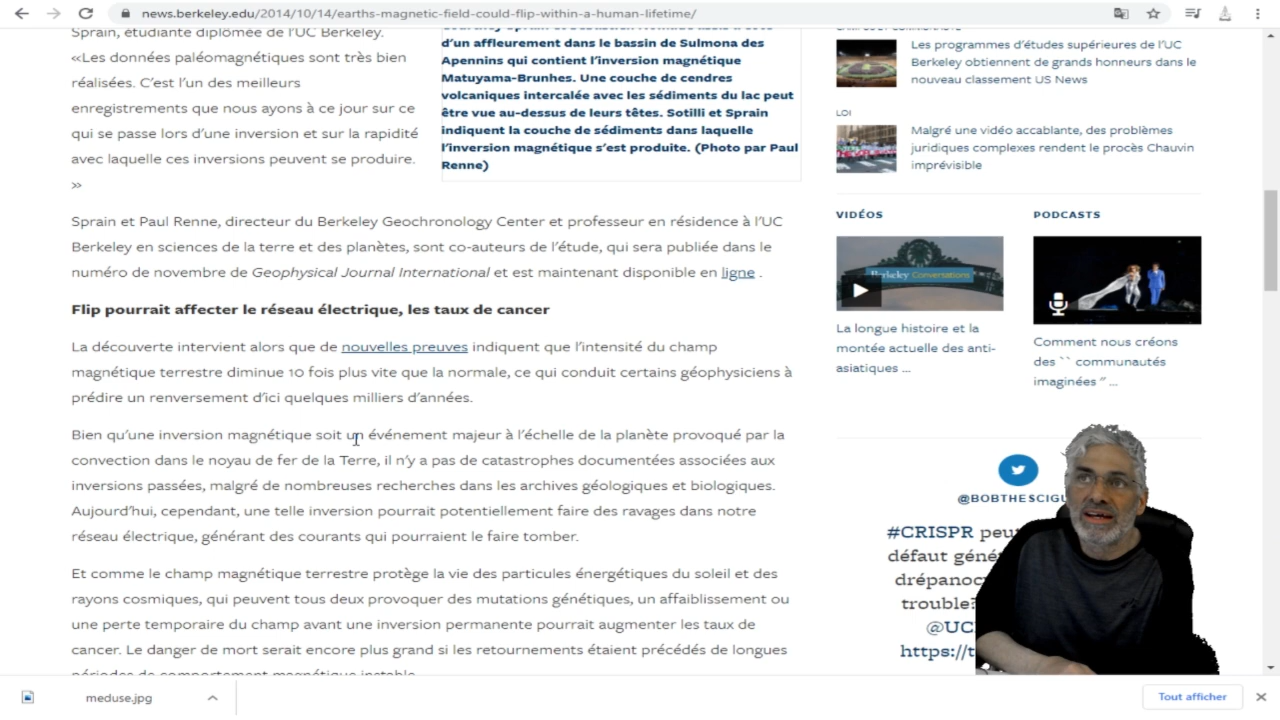 news.berkeley.edu/2014/10/14/earths-magnetic-field-could-flip-within-a-human-lifetime/
Sprain, étudiante diplômée de l'UC Berkeley.
«Les données paléomagnétiques sont très bien
réalisées. C'est l'un des meilleurs
enregistrements que nous ayons à ce jour sur ce
qui se passe lors d'une inversion et sur la rapidité
avec laquelle ces inversions peuvent se produire.
»
d'un affleurement dans le bassin de Sulmona des
Apennins qui contient l'inversion magnétique
Matuyama-Brunhes. Une couche de cendres
volcaniques intercalée avec les sédiments du lac peut
être vue au-dessus de leurs têtes. Sotilli et Sprain
indiquent la couche de sédiments dans laquelle
l'inversion magnétique s'est produite. (Photo par Paul
Renne)
Sprain et Paul Renne, directeur du Berkeley Geochronology Center et professeur en résidence à l'UC
Berkeley en sciences de la terre et des planètes, sont co-auteurs de l'étude, qui sera publiée dans le
numéro de novembre de Geophysical Journal International et est maintenant disponible en ligne .
Flip pourrait affecter le réseau électrique, les taux de cancer
La découverte intervient alors que de nouvelles preuves indiquent que l'intensité du champ
magnétique terrestre diminue 10 fois plus vite que la normale, ce qui conduit certains géophysiciens à
prédire un renversement d'ici quelques milliers d'années.
Bien qu'une inversion magnétique soit un événement majeur à l'échelle de la planète provoqué par la
convection dans le noyau de fer de la Terre, il n'y a pas de catastrophes documentées associées aux
inversions passées, malgré de nombreuses recherches dans les archives géologiques et biologiques.
Aujourd'hui, cependant, une telle inversion pourrait potentiellement faire des ravages dans notre
réseau électrique, générant des courants qui pourraient le faire tomber.
Et comme le champ magnétique terrestre protège la vie des particules énergétiques du soleil et des
rayons cosmiques, qui peuvent tous deux provoquer des mutations génétiques, un affaiblissement ou
une perte temporaire du champ avant une inversion permanente pourrait augmenter les taux de
cancer. Le danger de mort serait encore plus grand si les retournements étaient précédés de longues
périodes de comportement magnétique instable.
Les programmes d'études supérieures de l'UC
Berkeley obtiennent de grands honneurs dans le
nouveau classement US News
LOI
Malgré une vidéo accablante, des problèmes
juridiques complexes rendent le procès Chauvin
imprévisible
VIDÉOS
Berkeley Conversations
La longue histoire et la
montée actuelle des anti-
asiatiques ...
PODCASTS
Comment nous créons
des `` communautés
imaginées '' ...
@BOBTHESCIGU
#CRISPR peu
défaut géné
drépanoc
trouble?
@UC
https://t
meduse.jpg
Tout afficher